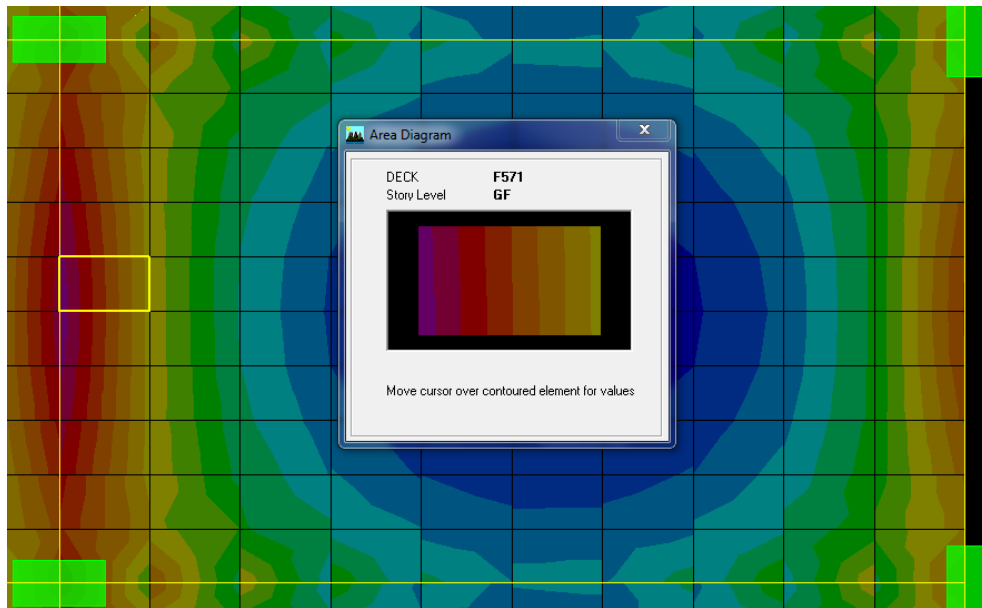 Area Diagram
X
DECK F571
Story Level GF
Move cursor over contoured element for values